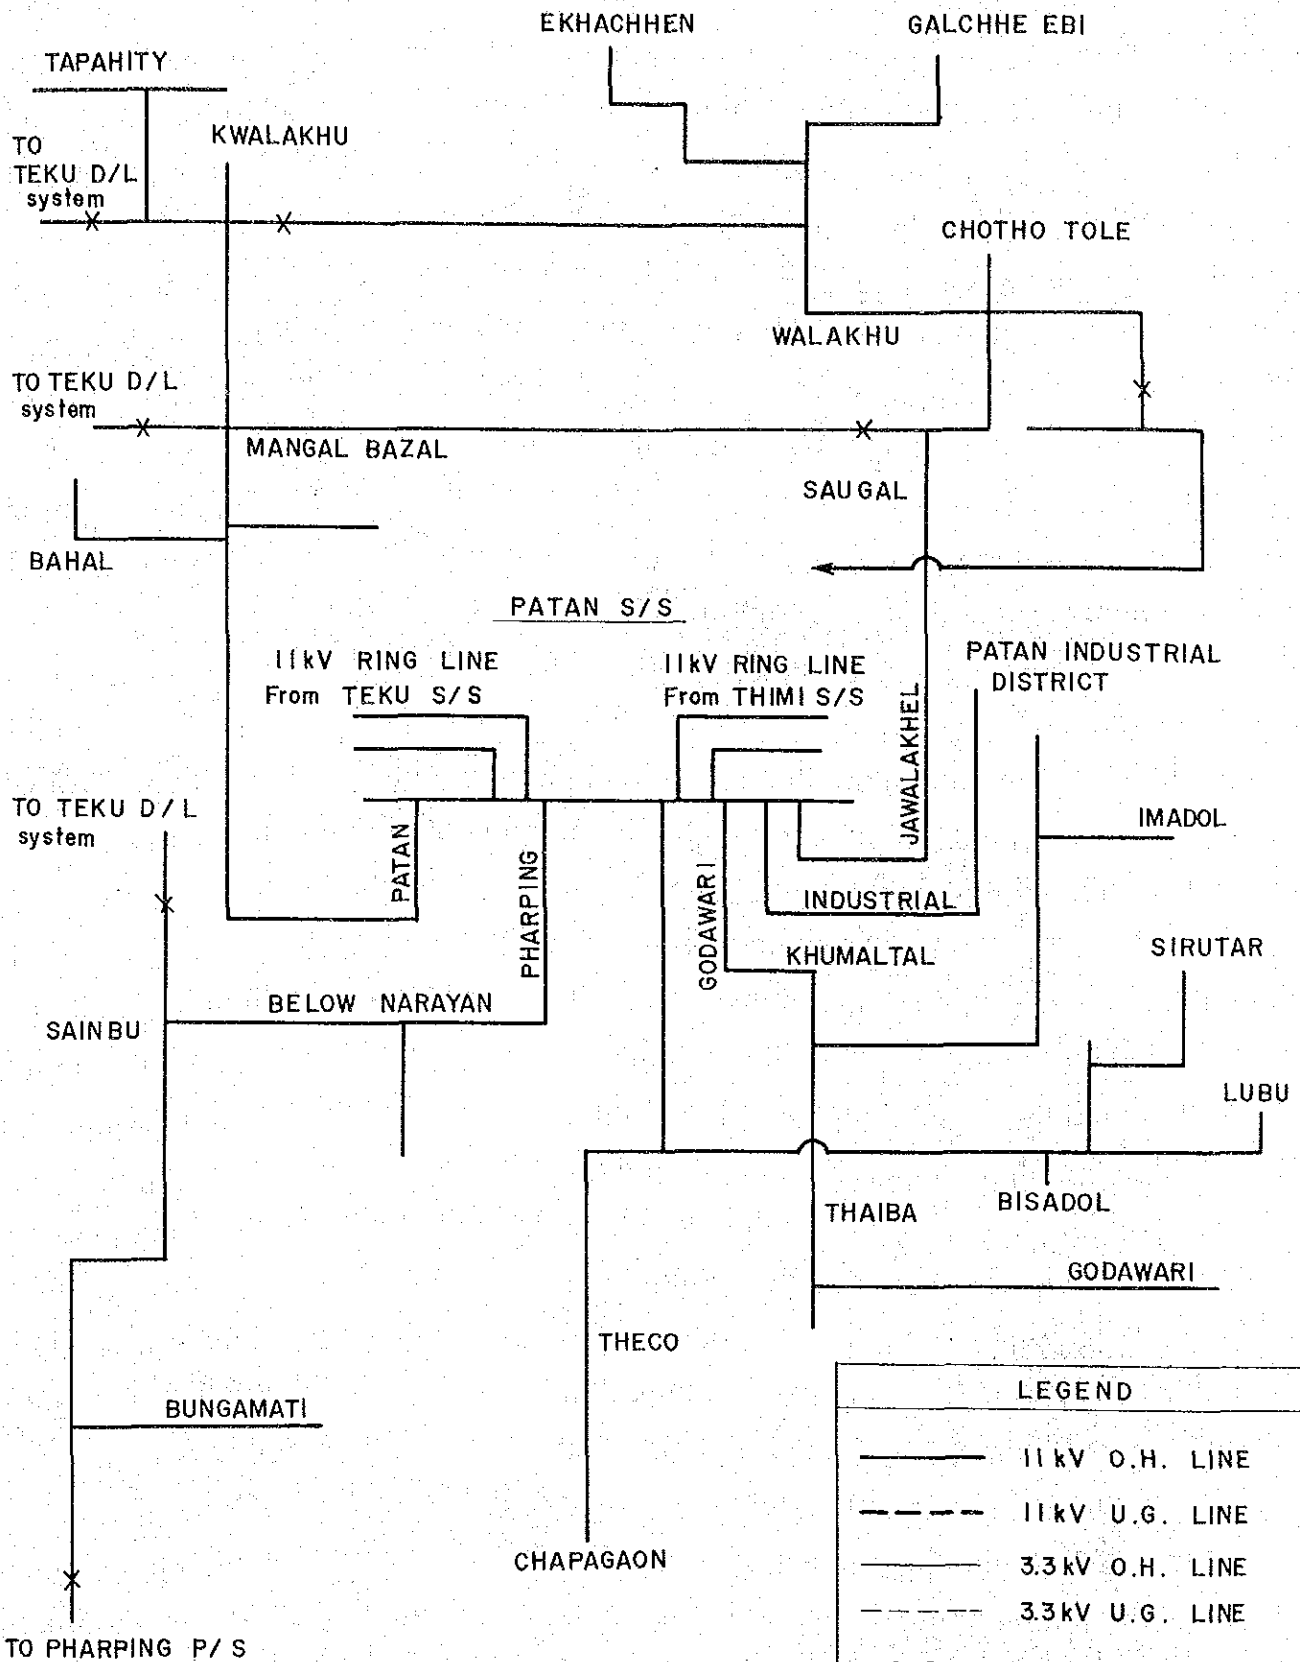 EKHACHHEN
GALCHHE EBI
TAPAHITY
KWALAKHU
TO
TEKU D/L
system
CHOTHO TOLE
WALAKHU
TO TEKU D/L
system
MANGAL BAZAL
SAUGAL
BAHAL
PATAN S/S
11kV RING LINE
From TEKU S/S
11kV RING LINE
From THIMI S/S
PATAN INDUSTRIAL
DISTRICT
JAWALAKHEL
TO TEKU D/L
system
IMADOL
PATAN
PHARPING
GODAWARI
INDUSTRIAL
KHUMALTAL
SIRUTAR
BELOW NARAYAN
SAINBU
LUBU
BISADOL
THAIBA
GODAWARI
THECO
LEGEND
BUNGAMATI
11kV O.H. LINE
11kV U.G. LINE
3.3kV O.H. LINE
3.3kV U.G. LINE
CHAPAGAON
TO PHARPING P/S